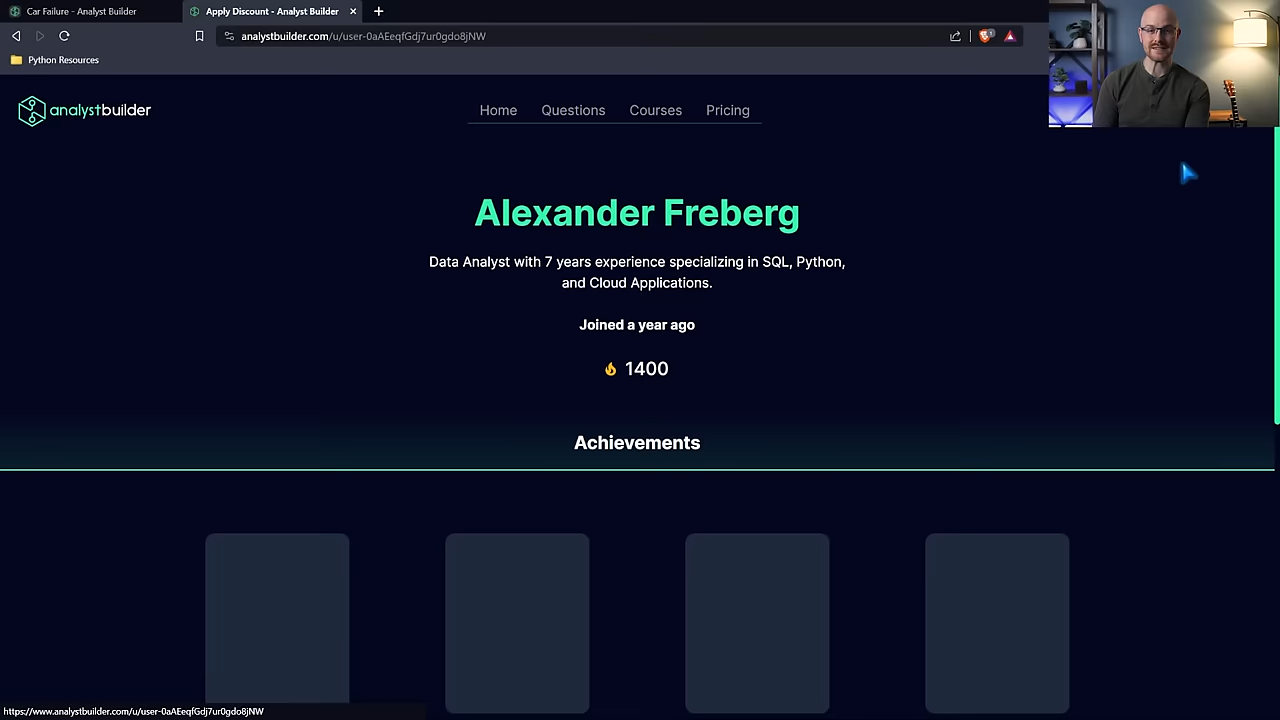 Car Failure - Analyst Builder
Apply Discount - Analyst Builder
analystbuilder.com/u/user-0aAEeqfGdj7ur0gdo8jNW
Python Resources
analystbuilder
Home
Questions
Courses
Pricing
Alexander Freberg
Data Analyst with 7 years experience specializing in SQL, Python,
and Cloud Applications.
Joined a year ago
1400
Achievements
https://www.analystbuilder.com/u/user-0aAEeqfGdj7ur0gdo8jNW